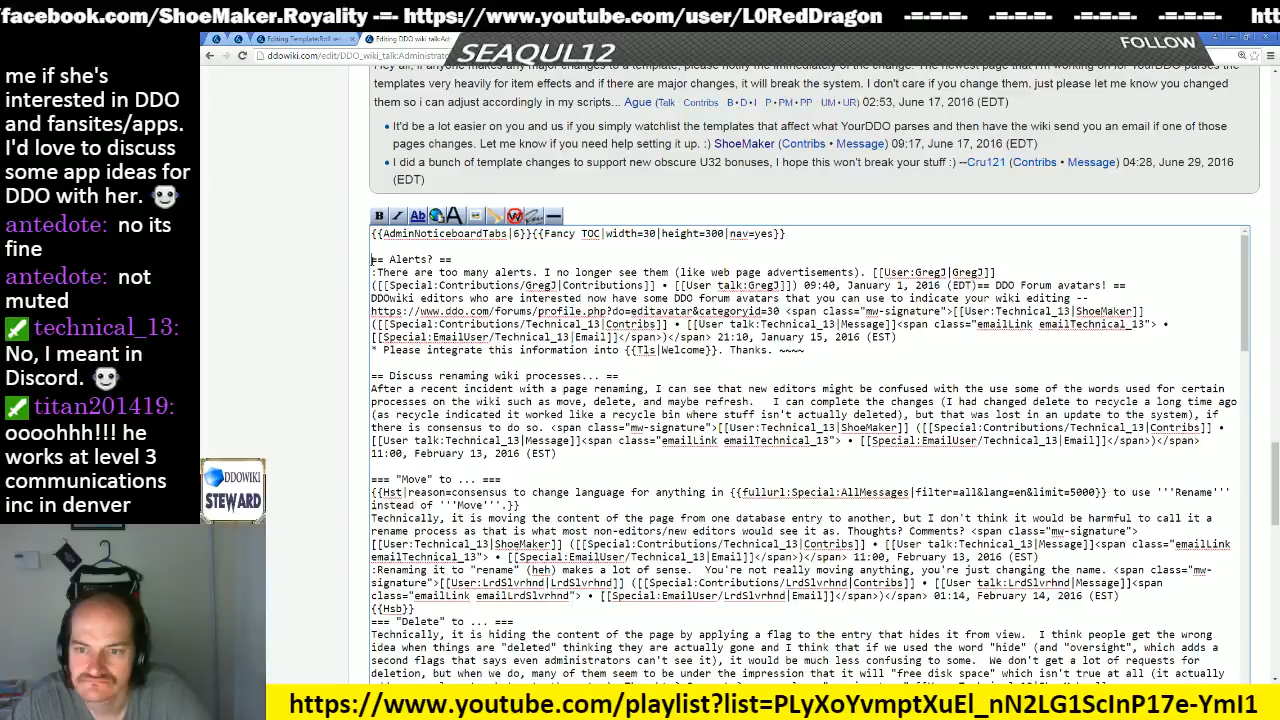 /facebook.com/ShoeMaker.Royality -=- https://www.youtube.com/user/L0RedDragon -=-=-=- -=-=-=- -=-=-=- htt
SEAQUL12
FOLLOW
me if she's
interested in DDO
and fansites/apps.
I'd love to discuss
some app ideas for
DDO with her.
antedote: no its
fine
antedote: not
muted
technical_13:
No, I meant in
Discord.
titan201419:
oooohhh!!! he
works at level 3
communications
inc in denver
DDOWIKI
STEWARD
Editing Template:Roll
Editing DDO wiki talk:Ad
ddowiki.com/edit/DDO_wiki_talk:Administrat
templates very heavily for item effects and if there are major changes, it will break the system. I don't care if you change them, just please let me know you changed
them so i can adjust accordingly in my scripts... Ague (Talk Contribs B • D • I P • PM • PP UM • UR) 02:53, June 17, 2016 (EDT)
It'd be a lot easier on you and us if you simply watchlist the templates that affect what YourDDO parses and then have the wiki send you an email if one of those
pages changes. Let me know if you need help setting it up. :) ShoeMaker (Contribs • Message) 09:17, June 17, 2016 (EDT)
I did a bunch of template changes to support new obscure U32 bonuses, I hope this won't break your stuff :) --Cru121 (Contribs • Message) 04:28, June 29, 2016
(EDT)
B I Ab A W
{{AdminNoticeboardTabs|6}}{{Fancy TOC|width=30|height=300|nav=yes}}
== Alerts? ==
:There are too many alerts. I no longer see them (like web page advertisements). [[User:GregJ|GregJ]]
([[Special:Contributions/GregJ|Contributions]] • [[User talk:GregJ]]) 09:40, January 1, 2016 (EDT)== DDO Forum avatars! ==
DDOwiki editors who are interested now have some DDO forum avatars that you can use to indicate your wiki editing --
https://www.ddo.com/forums/profile.php?do=editavatar&categoryid=30 <span class="mw-signature">[[User:Technical_13|ShoeMaker]]
([[Special:Contributions/Technical_13|Contribs]] • [[User talk:Technical_13|Message]]<span class="emailLink emailTechnical_13"> •
[[Special:EmailUser/Technical_13|Email]]</span>)</span> 21:10, January 15, 2016 (EST)
* Please integrate this information into {{Tls|Welcome}}. Thanks. ~~~~
== Discuss renaming wiki processes... ==
After a recent incident with a page renaming, I can see that new editors might be confused with the use some of the words used for certain
processes on the wiki such as move, delete, and maybe refresh. I can complete the changes (I had changed delete to recycle a long time ago
(as recycle indicated it worked like a recycle bin where stuff isn't actually deleted), but that was lost in an update to the system), if
there is consensus to do so. <span class="mw-signature">[[User:Technical_13|ShoeMaker]] ([[Special:Contributions/Technical_13|Contribs]] •
[[User talk:Technical_13|Message]]<span class="emailLink emailTechnical_13"> • [[Special:EmailUser/Technical_13|Email]]</span>)</span>
11:00, February 13, 2016 (EST)
=== "Move" to ... ===
{{Hst|reason=consensus to change language for anything in {{fullurl:Special:AllMessages|filter=all&lang=en&limit=5000}} to use '''Rename'''
instead of '''Move'''.}}
Technically, it is moving the content of the page from one database entry to another, but I don't think it would be harmful to call it a
rename process as that is what most non-editors/new editors would see it as. Thoughts? Comments? <span class="mw-signature">
[[User:Technical_13|ShoeMaker]] ([[Special:Contributions/Technical_13|Contribs]] • [[User talk:Technical_13|Message]]<span class="emailLink
emailTechnical_13"> • [[Special:EmailUser/Technical_13|Email]]</span>)</span> 11:00, February 13, 2016 (EST)
:Renaming it to "rename" (heh) makes a lot of sense. You're not really moving anything, you're just changing the name. <span class="mw-
signature">[[User:LrdSlvrhnd|LrdSlvrhnd]] ([[Special:Contributions/LrdSlvrhnd|Contribs]] • [[User talk:LrdSlvrhnd|Message]]<span
class="emailLink emailLrdSlvrhnd"> • [[Special:EmailUser/LrdSlvrhnd|Email]]</span>)</span> 01:14, February 14, 2016 (EST)
{{Hsb}}
=== "Delete" to ... ===
Technically, it is hiding the content of the page by applying a flag to the entry that hides it from view. I think people get the wrong
idea when things are "deleted" thinking they are actually gone and I think that if we used the word "hide" (and "oversight", which adds a
second flags that says even administrators can't see it), it would be much less confusing to some. We don't get a lot of requests for
deletion, but when we do, many of them seem to be under the impression that it will "free disk space" which isn't true at all (it actually
https://www.youtube.com/playlist?list=PLyXoYvmptXuEl_nN2LG1ScInP17e-YmI1